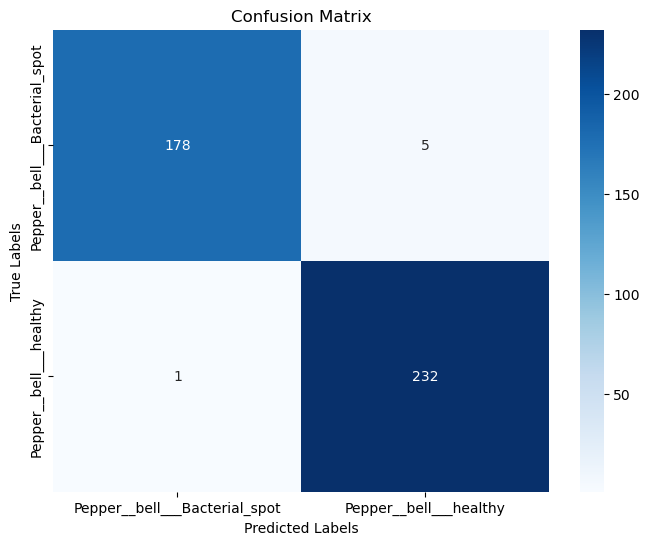 Confusion Matrix
True Labels
Pepper__bell___Bacterial_spot
178
5
Pepper__bell___healthy
1
232
Pepper__bell___Bacterial_spot
Pepper__bell___healthy
Predicted Labels
200
150
100
50